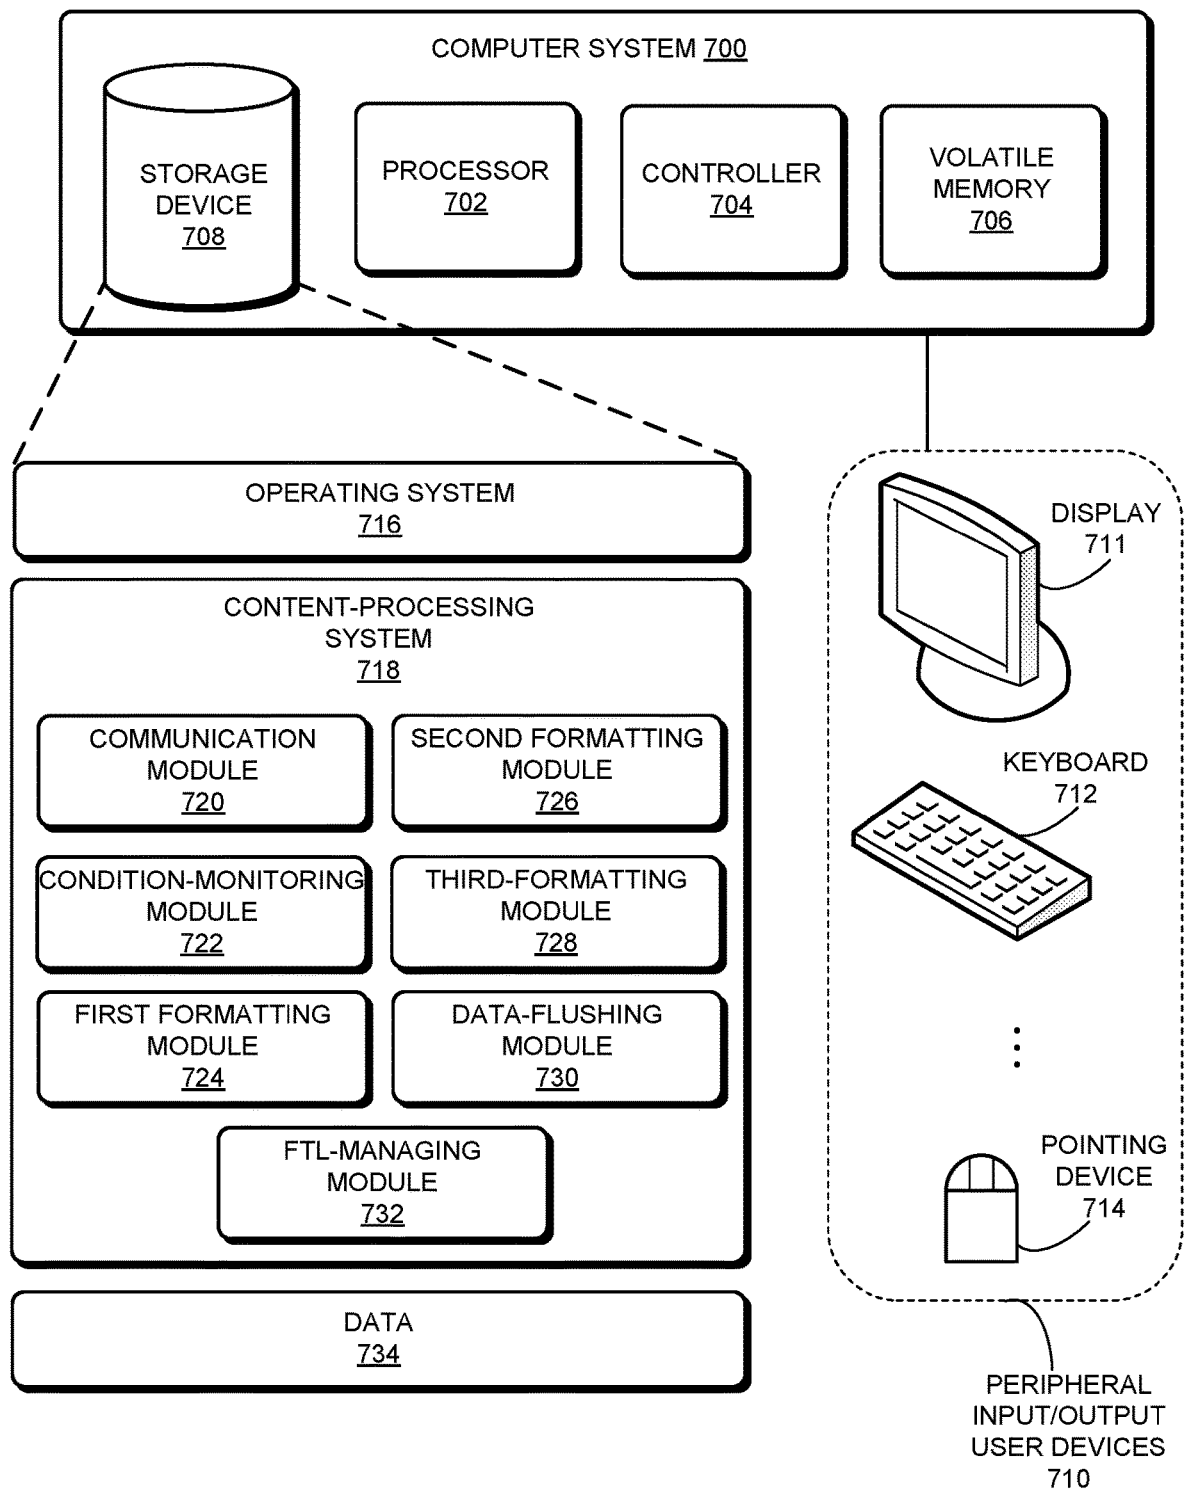 COMPUTER SYSTEM 700
STORAGE
DEVICE
708
PROCESSOR
702
CONTROLLER
704
VOLATILE
MEMORY
706
OPERATING SYSTEM
716
CONTENT-PROCESSING
SYSTEM
718
COMMUNICATION
MODULE
720
SECOND FORMATTING
MODULE
726
CONDITION-MONITORING
MODULE
722
THIRD-FORMATTING
MODULE
728
FIRST FORMATTING
MODULE
724
DATA-FLUSHING
MODULE
730
FTL-MANAGING
MODULE
732
DATA
734
DISPLAY
711
KEYBOARD
712
POINTING
DEVICE
714
PERIPHERAL
INPUT/OUTPUT
USER DEVICES
710